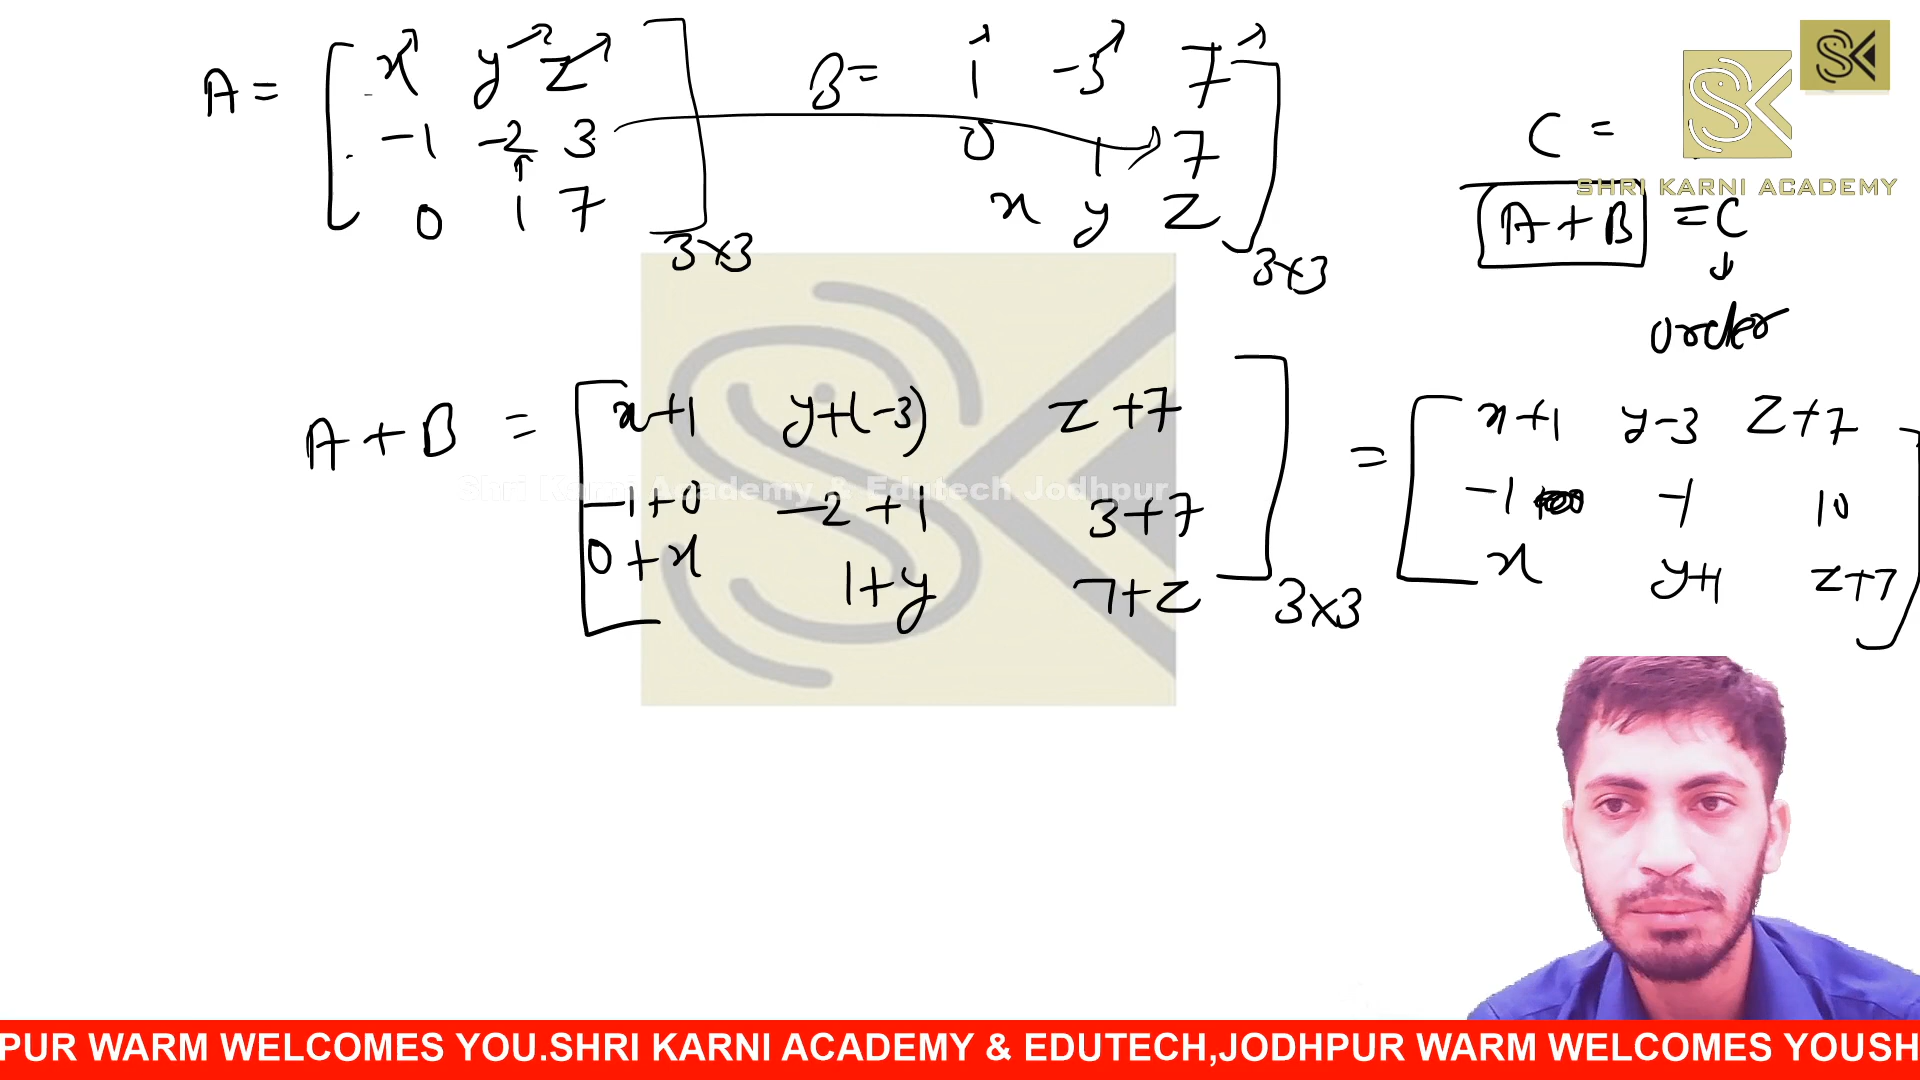 A = [ x y z
-1 -2 3
0 1 7 ] 3×3
B = 1 -3 7
0 1 7
x y z ] 3×3
C =
A + B = C
↓
order
SHRI KARNI ACADEMY
A + B = [ x+1 y+(-3) z+7
-1+0 -2+1 3+7
0+x 1+y 7+z ] 3×3
= [ x+1 y-3 z+7
-1 -1 10
x y+1 z+7 ]
Shri Karni Academy & Edutech Jodhpur
PUR WARM WELCOMES YOU.SHRI KARNI ACADEMY & EDUTECH,JODHPUR WARM WELCOMES YOUSH